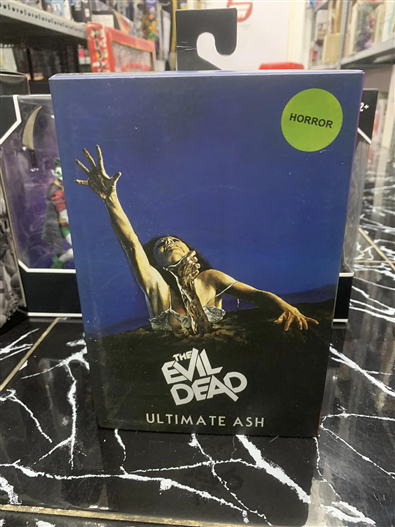 HORROR
THE
EVIL
DEAD
ULTIMATE ASH